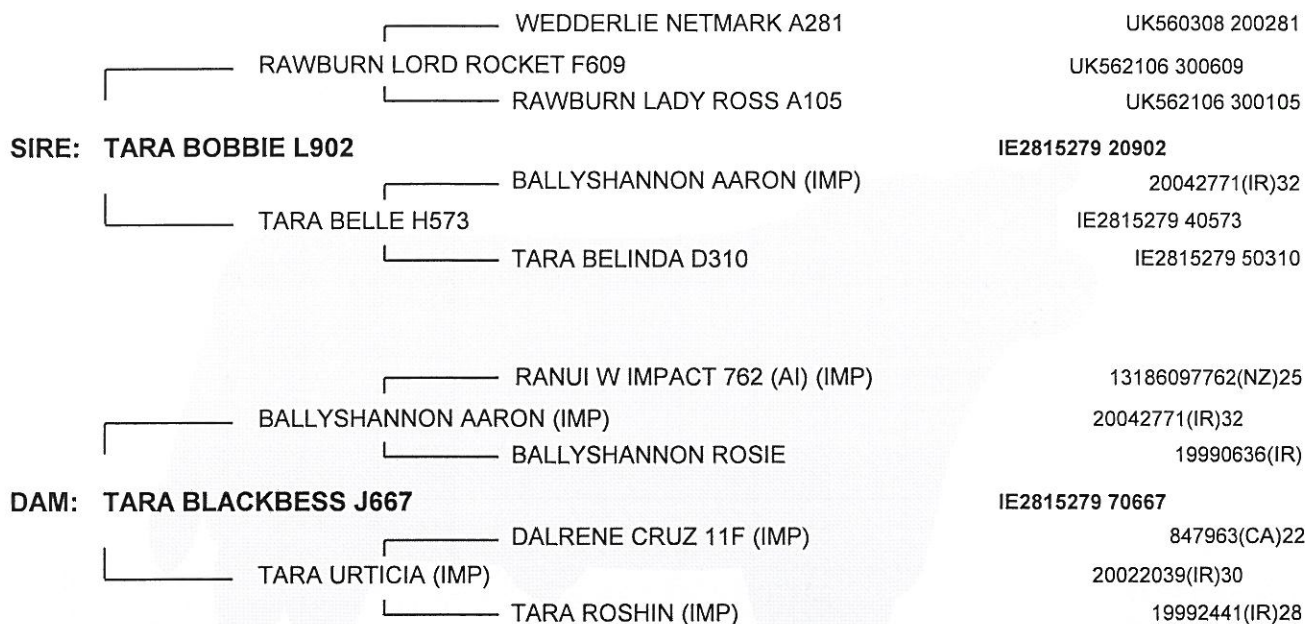 WEDDERLIE NETMARK A281 UK560308 200281
RAWBURN LORD ROCKET F609 UK562106 300609
RAWBURN LADY ROSS A105 UK562106 300105
SIRE: TARA BOBBIE L902 IE2815279 20902
BALLYSHANNON AARON (IMP) 20042771(IR)32
TARA BELLE H573 IE2815279 40573
TARA BELINDA D310 IE2815279 50310
RANUI W IMPACT 762 (AI) (IMP) 13186097762(NZ)25
BALLYSHANNON AARON (IMP) 20042771(IR)32
BALLYSHANNON ROSIE 19990636(IR)
DAM: TARA BLACKBESS J667 IE2815279 70667
DALRENE CRUZ 11F (IMP) 847963(CA)22
TARA URTICIA (IMP) 20022039(IR)30
TARA ROSHIN (IMP) 19992441(IR)28